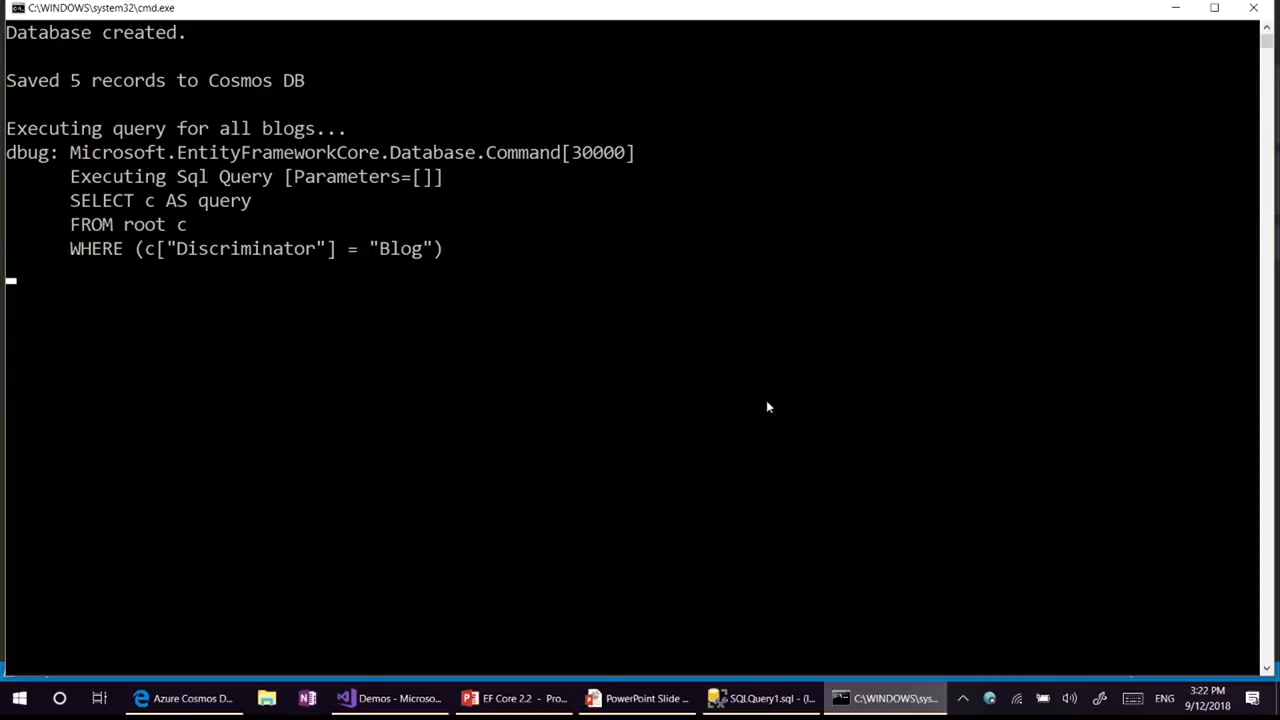 C:\WINDOWS\system32\cmd.exe
Database created.
Saved 5 records to Cosmos DB
Executing query for all blogs...
dbug: Microsoft.EntityFrameworkCore.Database.Command[30000]
Executing Sql Query [Parameters=[]]
SELECT c AS query
FROM root c
WHERE (c["Discriminator"] = "Blog")
Azure Cosmos D...
Demos - Microso...
EF Core 2.2 - Pro...
PowerPoint Slide ...
SQLQuery1.sql - (l...
C:\WINDOWS\sys...
ENG
3:22 PM
9/12/2018